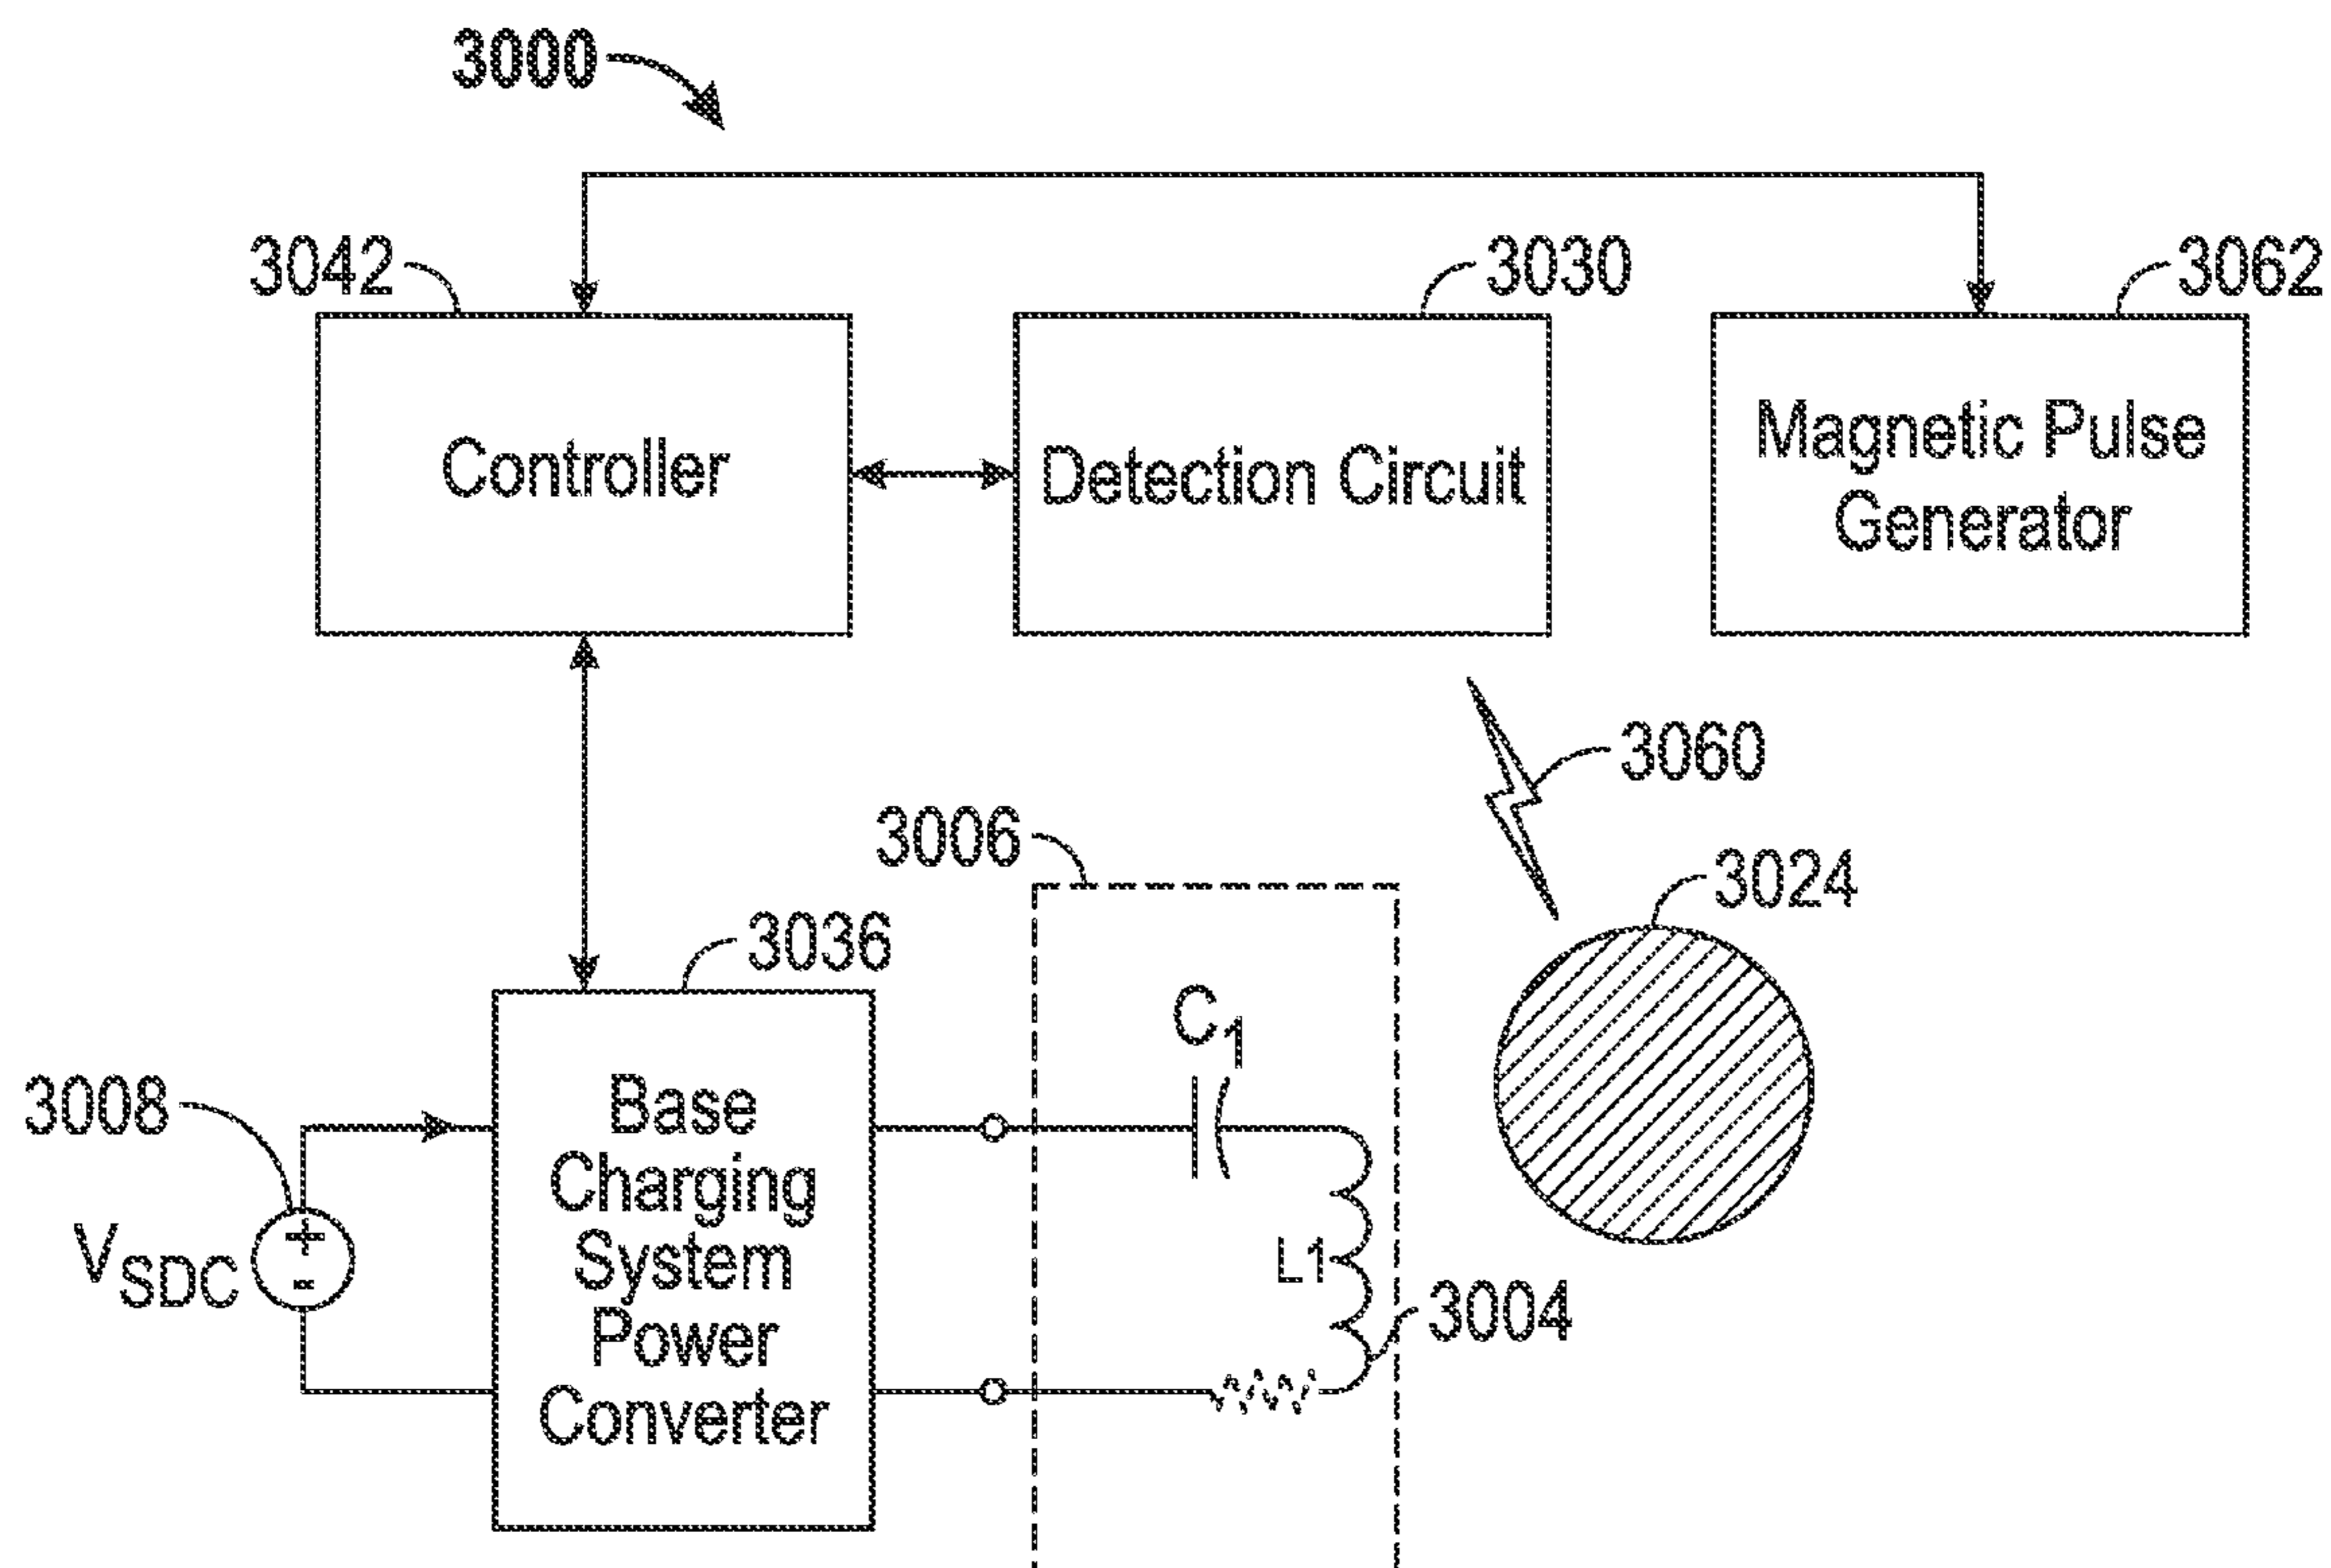 3000
3042
3030
3062
Controller
Detection Circuit
Magnetic Pulse
Generator
3060
3006
3024
3036
C1
3008
Base
Charging
System
Power
Converter
+
-
VSDC
L1
3004